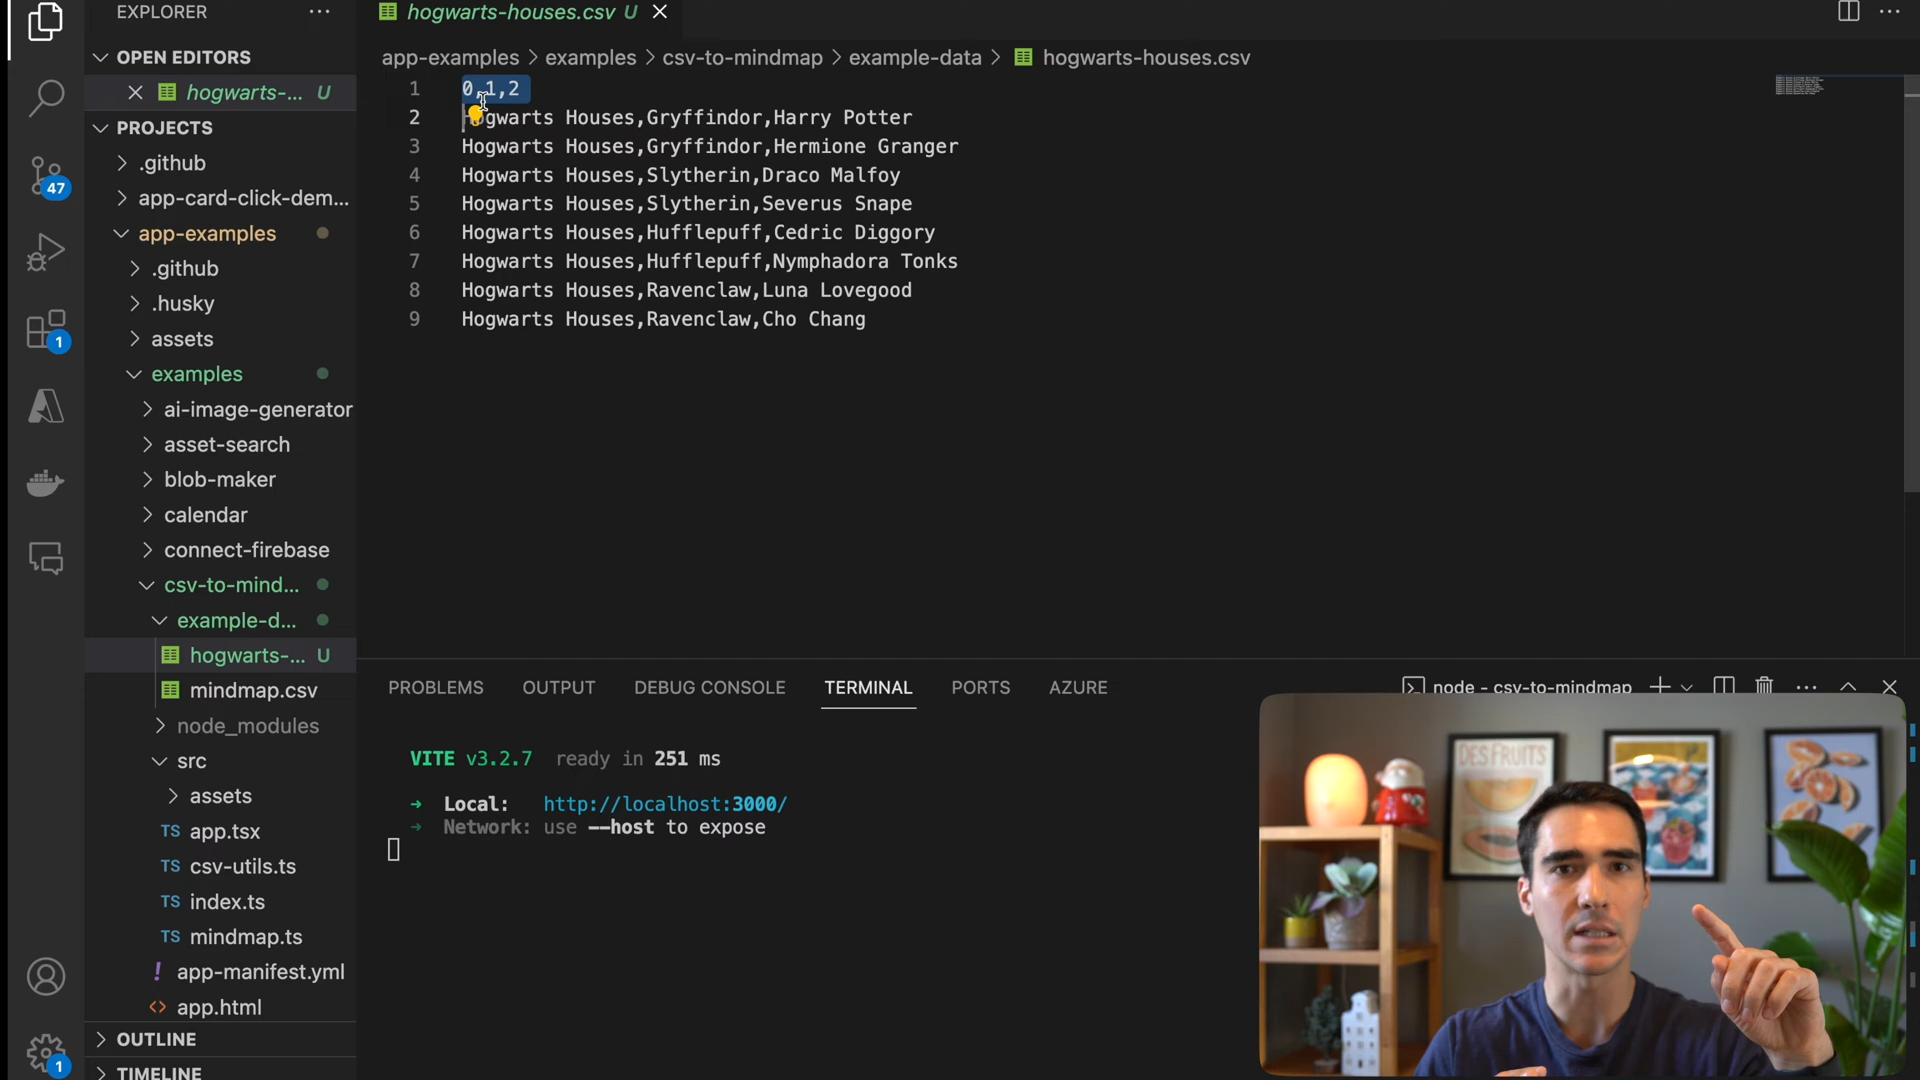 EXPLORER
hogwarts-houses.csv U
OPEN EDITORS
hogwarts-... U
PROJECTS
.github
app-card-click-dem...
app-examples
.github
.husky
assets
examples
ai-image-generator
asset-search
blob-maker
calendar
connect-firebase
csv-to-mind...
example-d...
hogwarts-... U
mindmap.csv
node_modules
src
assets
TS app.tsx
TS csv-utils.ts
TS index.ts
TS mindmap.ts
! app-manifest.yml
<> app.html
OUTLINE
TIMELINE
47
1
1
app-examples > examples > csv-to-mindmap > example-data > hogwarts-houses.csv
1 0,1,2
2 Hogwarts Houses,Gryffindor,Harry Potter
3 Hogwarts Houses,Gryffindor,Hermione Granger
4 Hogwarts Houses,Slytherin,Draco Malfoy
5 Hogwarts Houses,Slytherin,Severus Snape
6 Hogwarts Houses,Hufflepuff,Cedric Diggory
7 Hogwarts Houses,Hufflepuff,Nymphadora Tonks
8 Hogwarts Houses,Ravenclaw,Luna Lovegood
9 Hogwarts Houses,Ravenclaw,Cho Chang
PROBLEMS OUTPUT DEBUG CONSOLE TERMINAL PORTS AZURE
node - csv-to-mindmap
VITE v3.2.7 ready in 251 ms
➜ Local: http://localhost:3000/
➜ Network: use --host to expose
DES FRUITS